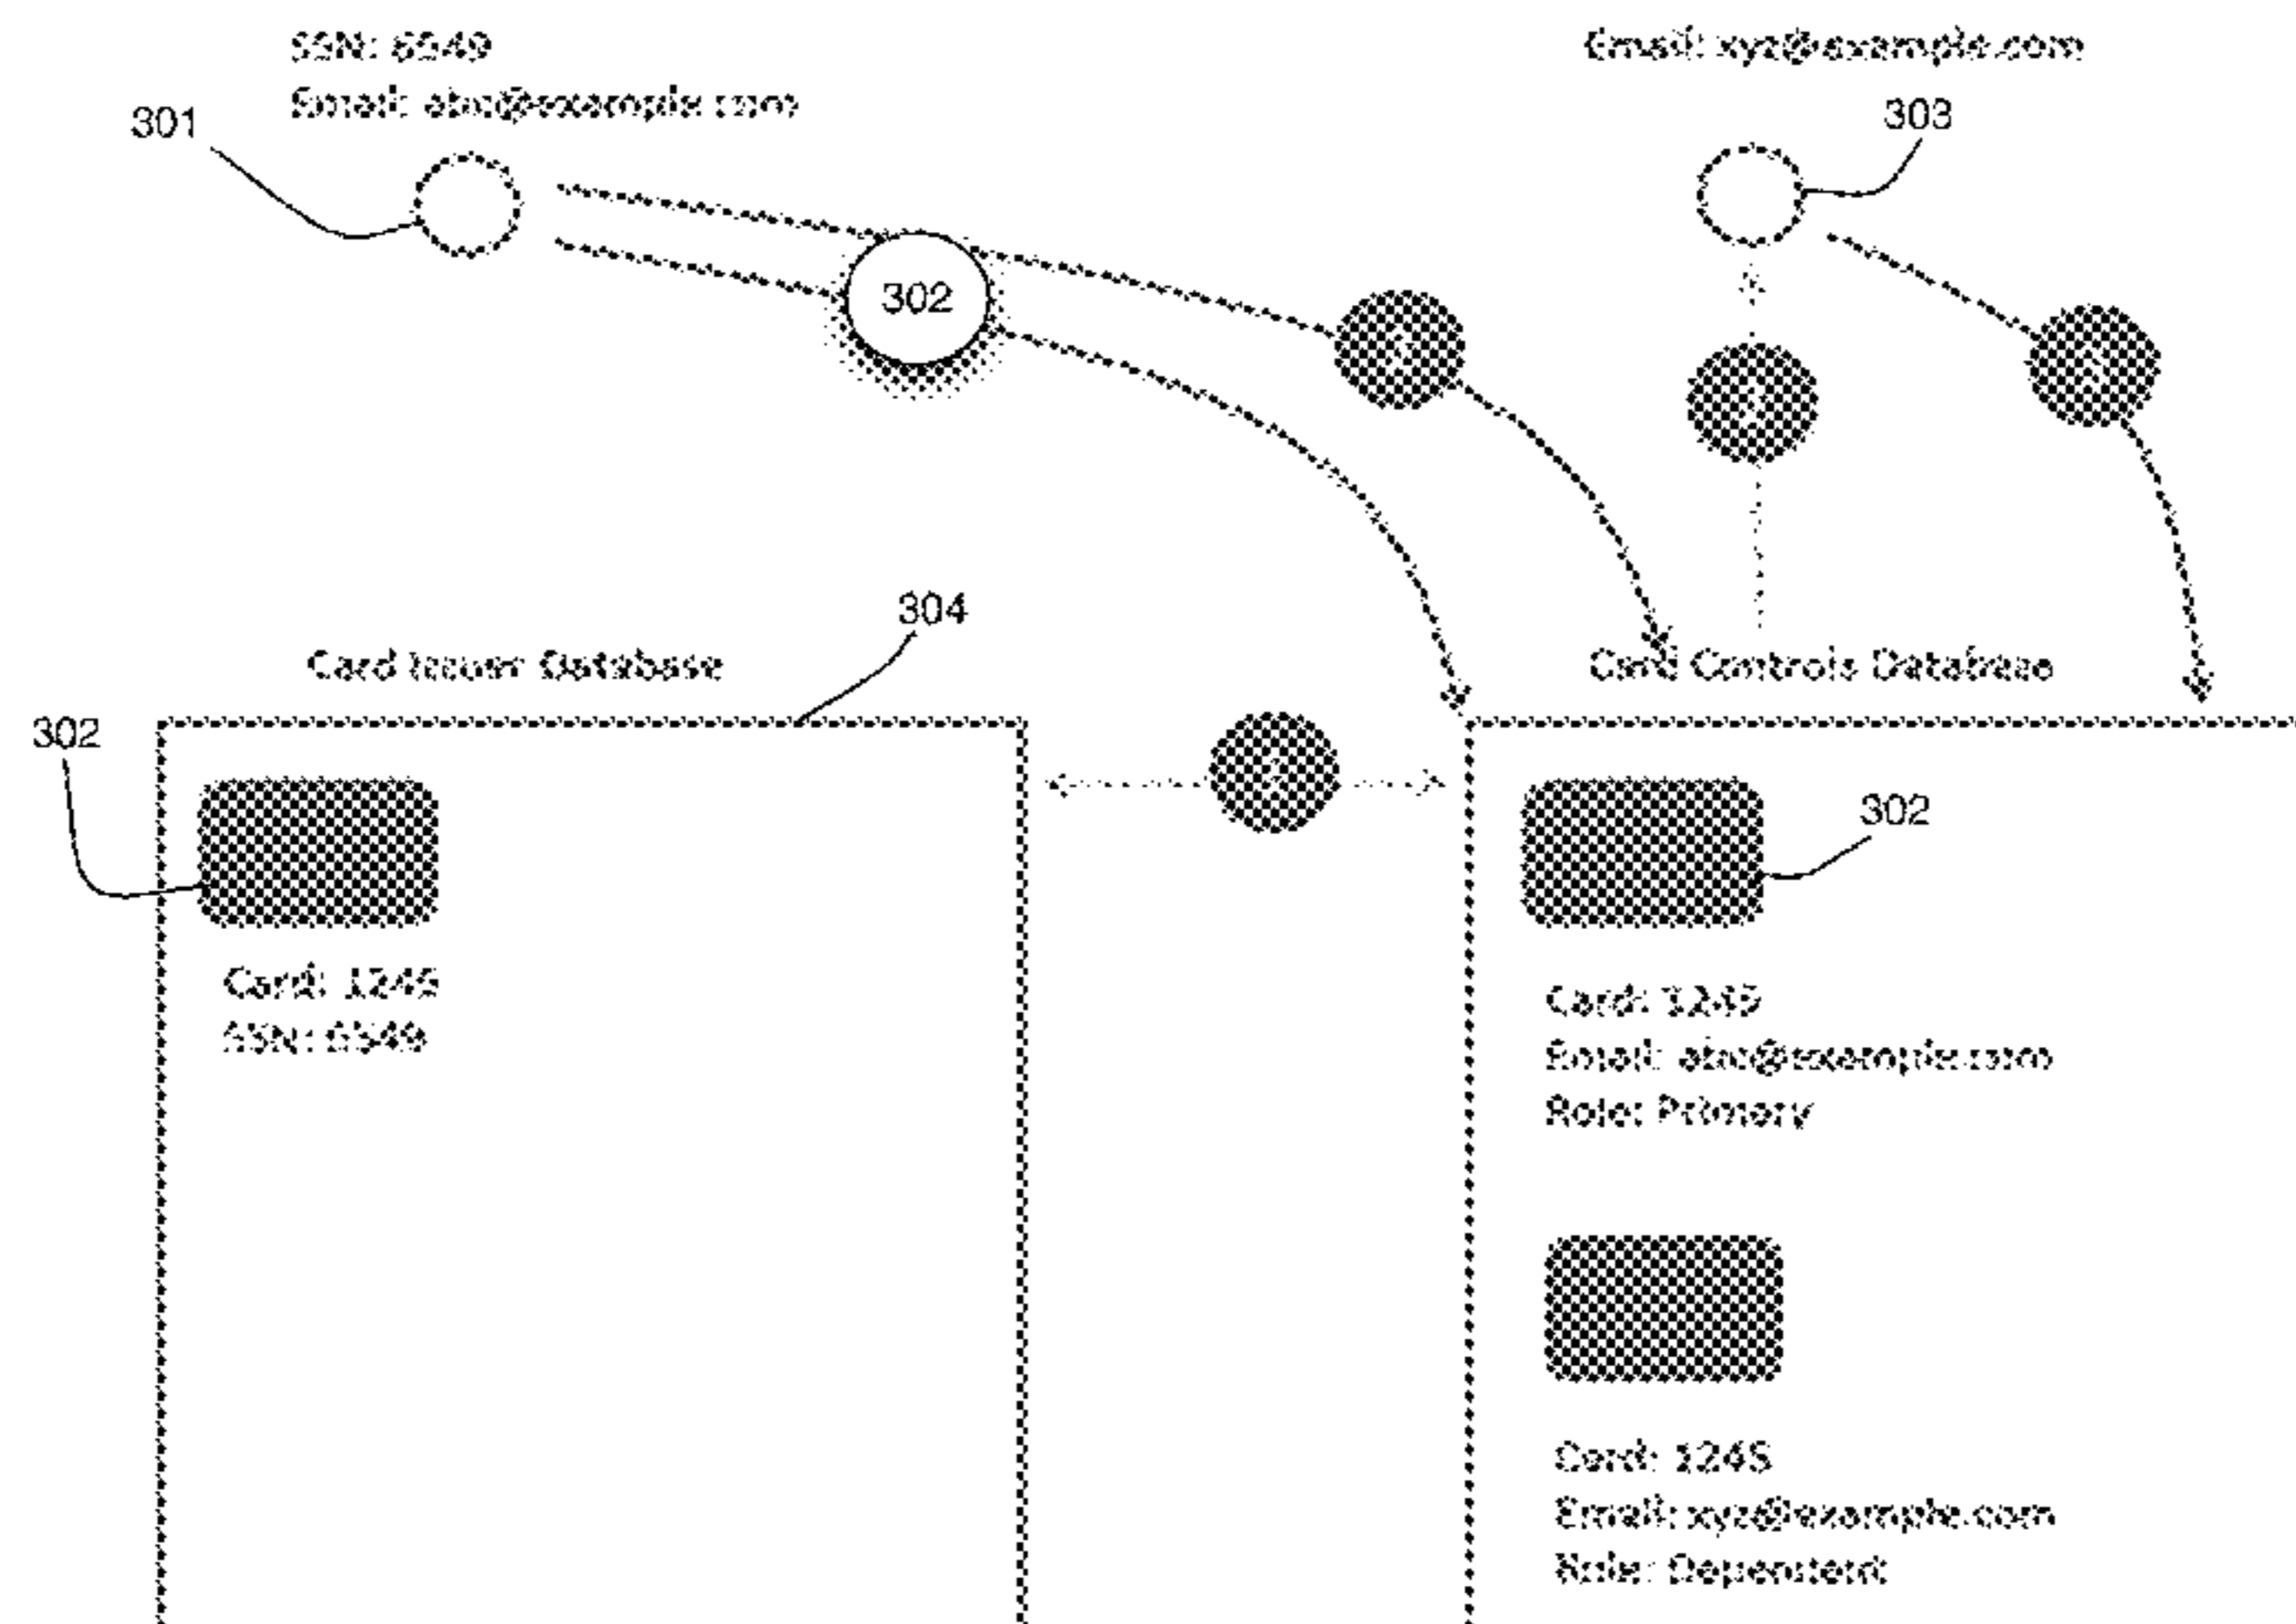 SSN: 6549
Email: abc@example.com
301
Email: xyz@example.com
303
302
304
Card Issuer Database
Card Controls Database
302
302
Card: 1245
SSN: 6549
Card: 1245
Email: abc@example.com
Role: Primary
Card: 1245
Email: xyz@example.com
Role: Dependent